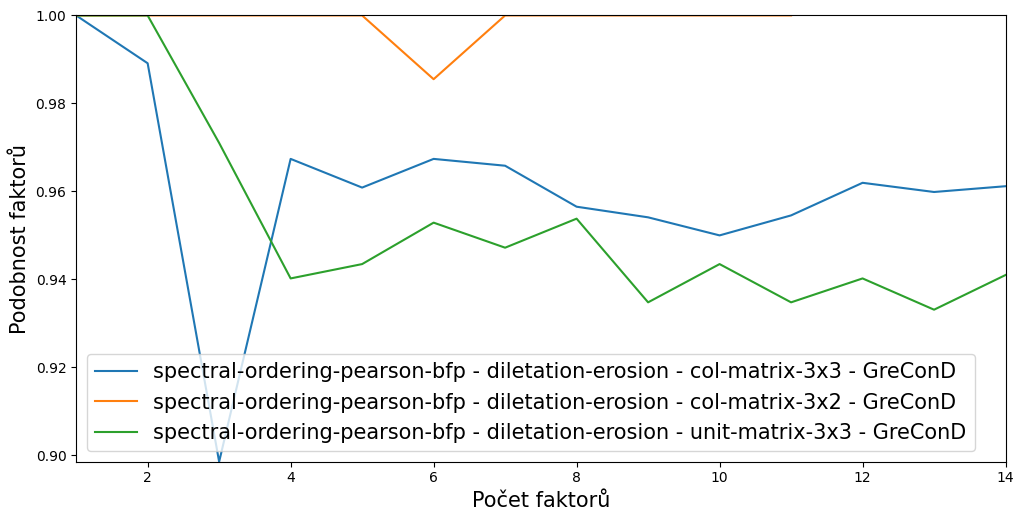 1.00
0.98
0.96
0.94
0.92
0.90
Podobnost faktorů
spectral-ordering-pearson-bfp - diletation-erosion - col-matrix-3x3 - GreConD
spectral-ordering-pearson-bfp - diletation-erosion - col-matrix-3x2 - GreConD
spectral-ordering-pearson-bfp - diletation-erosion - unit-matrix-3x3 - GreConD
2 4 6 8 10 12 14
Počet faktorů